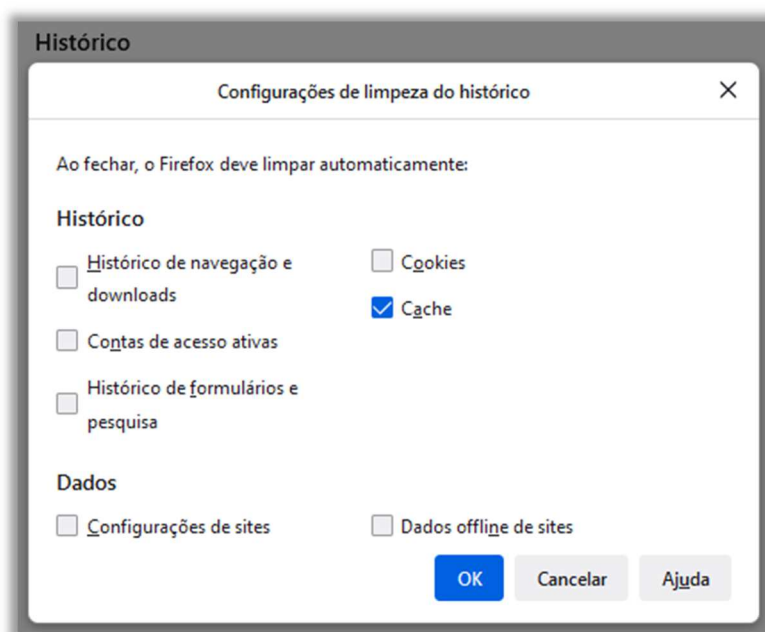 Histórico
Configurações de limpeza do histórico
Ao fechar, o Firefox deve limpar automaticamente:
Histórico
Histórico de navegação e
downloads
Cookies
Cache
Contas de acesso ativas
Histórico de formulários e
pesquisa
Dados
Configurações de sites
Dados offline de sites
OK
Cancelar
Ajuda